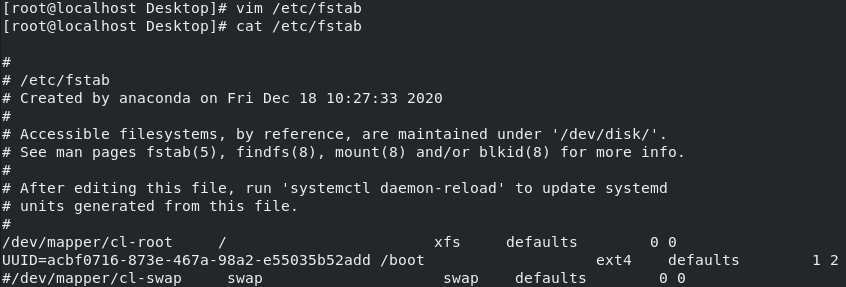 [root@localhost Desktop]# vim /etc/fstab
[root@localhost Desktop]# cat /etc/fstab
#
# /etc/fstab
# Created by anaconda on Fri Dec 18 10:27:33 2020
#
# Accessible filesystems, by reference, are maintained under '/dev/disk/'.
# See man pages fstab(5), findfs(8), mount(8) and/or blkid(8) for more info.
#
# After editing this file, run 'systemctl daemon-reload' to update systemd
# units generated from this file.
#
/dev/mapper/cl-root     /                       xfs     defaults        0 0
UUID=acbf0716-873e-467a-98a2-e55035b52add /boot                   ext4    defaults        1 2
#/dev/mapper/cl-swap     swap                    swap    defaults        0 0